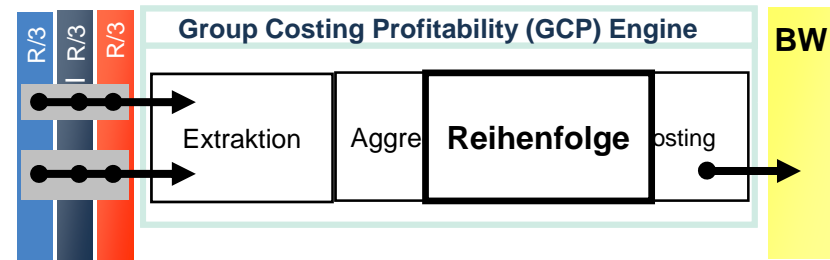 R/3
R/3
R/3
Group Costing Profitability (GCP) Engine
BW
Extraktion
Aggre
Reihenfolge
osting